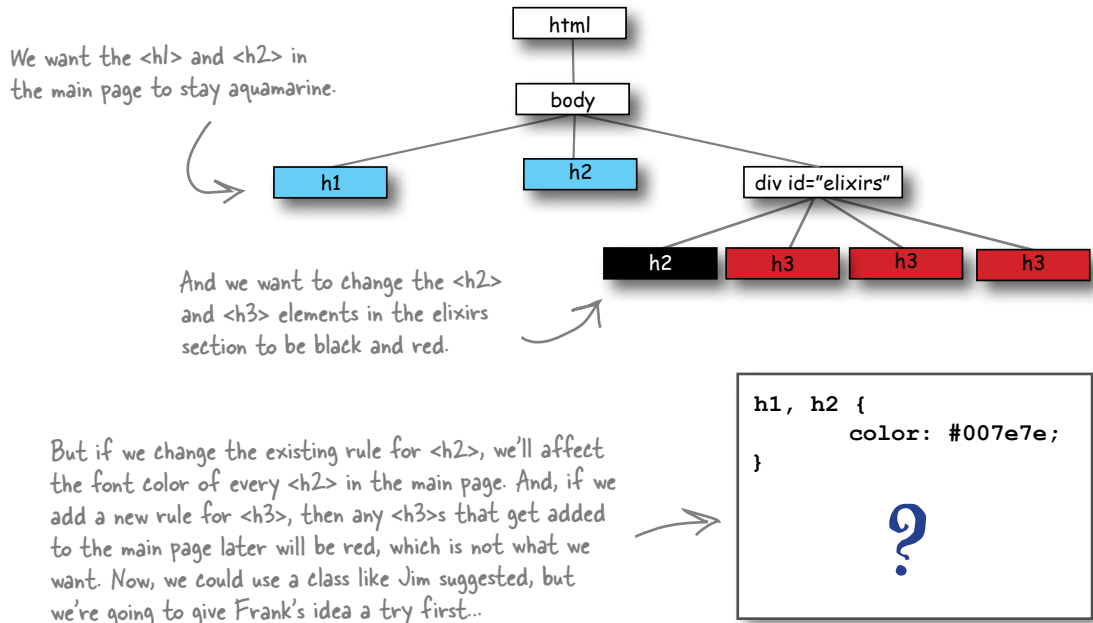 html
We want the <h1> and <h2> in
the main page to stay aquamarine.
body
h1
h2
div id="elixirs"
h2
h3
h3
h3
And we want to change the <h2>
and <h3> elements in the elixirs
section to be black and red.
But if we change the existing rule for <h2>, we'll affect
the font color of every <h2> in the main page. And, if we
add a new rule for <h3>, then any <h3>s that get added
to the main page later will be red, which is not what we
want. Now, we could use a class like Jim suggested, but
we're going to give Frank's idea a try first...
h1, h2 {
color: #007e7e;
}
?